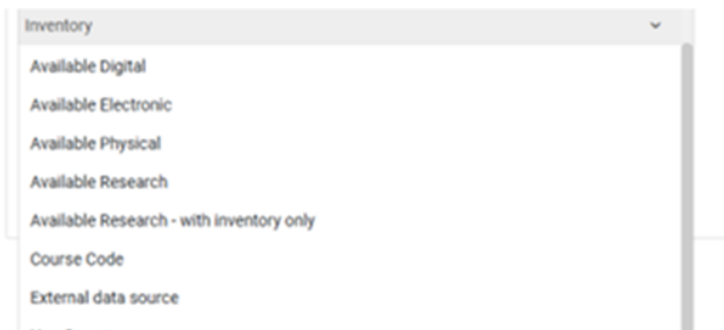 Inventory
Available Digital
Available Electronic
Available Physical
Available Research
Available Research - with inventory only
Course Code
External data source